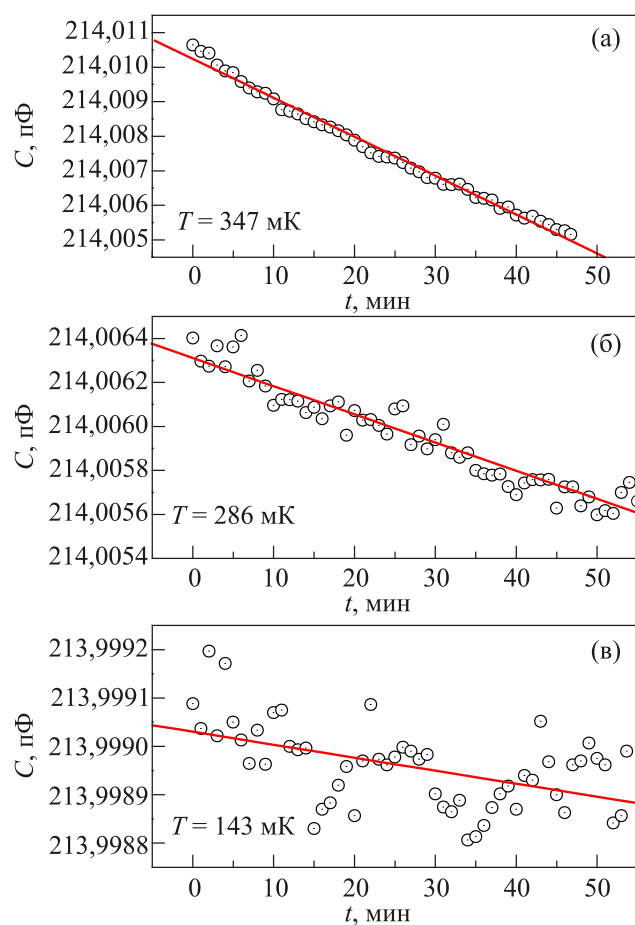 (а)
214,011
214,010
214,009
214,008
214,007
214,006
214,005
C, пФ
T = 347 мК
0 10 20 30 40 50
t, мин
(б)
214,0064
214,0062
214,0060
214,0058
214,0056
214,0054
C, пФ
T = 286 мК
0 10 20 30 40 50
t, мин
(в)
213,9992
213,9991
213,9990
213,9989
213,9988
C, пФ
T = 143 мК
0 10 20 30 40 50
t, мин